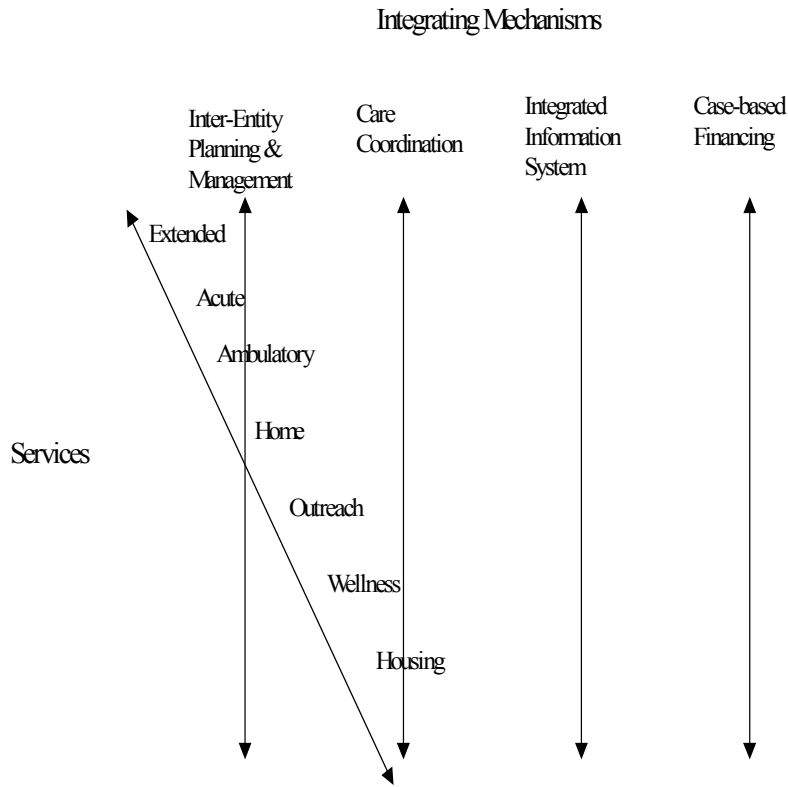 Integrating Mechanisms
Inter-Entity
Planning &
Management
Care
Coordination
Integrated
Information
System
Case-based
Financing
Extended
Acute
Ambulatory
Home
Services
Outreach
Wellness
Housing